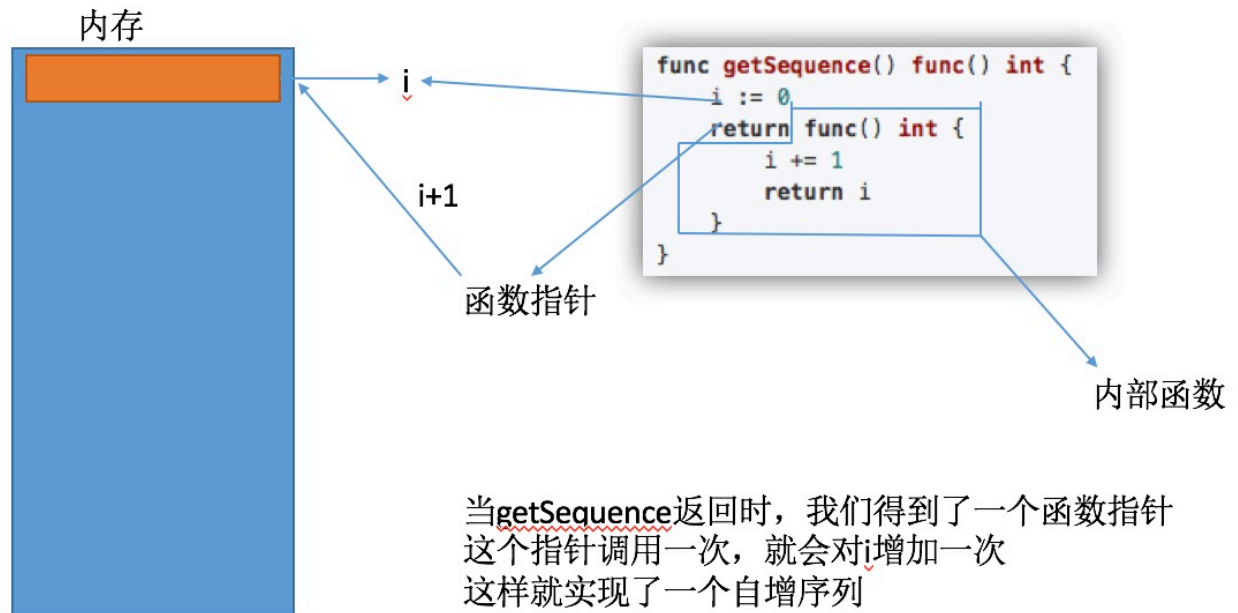 内存
i
func getSequence() func() int {
i := 0
return func() int {
i += 1
return i
}
}
i+1
函数指针
内部函数
当getSequence返回时，我们得到了一个函数指针
这个指针调用一次，就会对i增加一次
这样就实现了一个自增序列